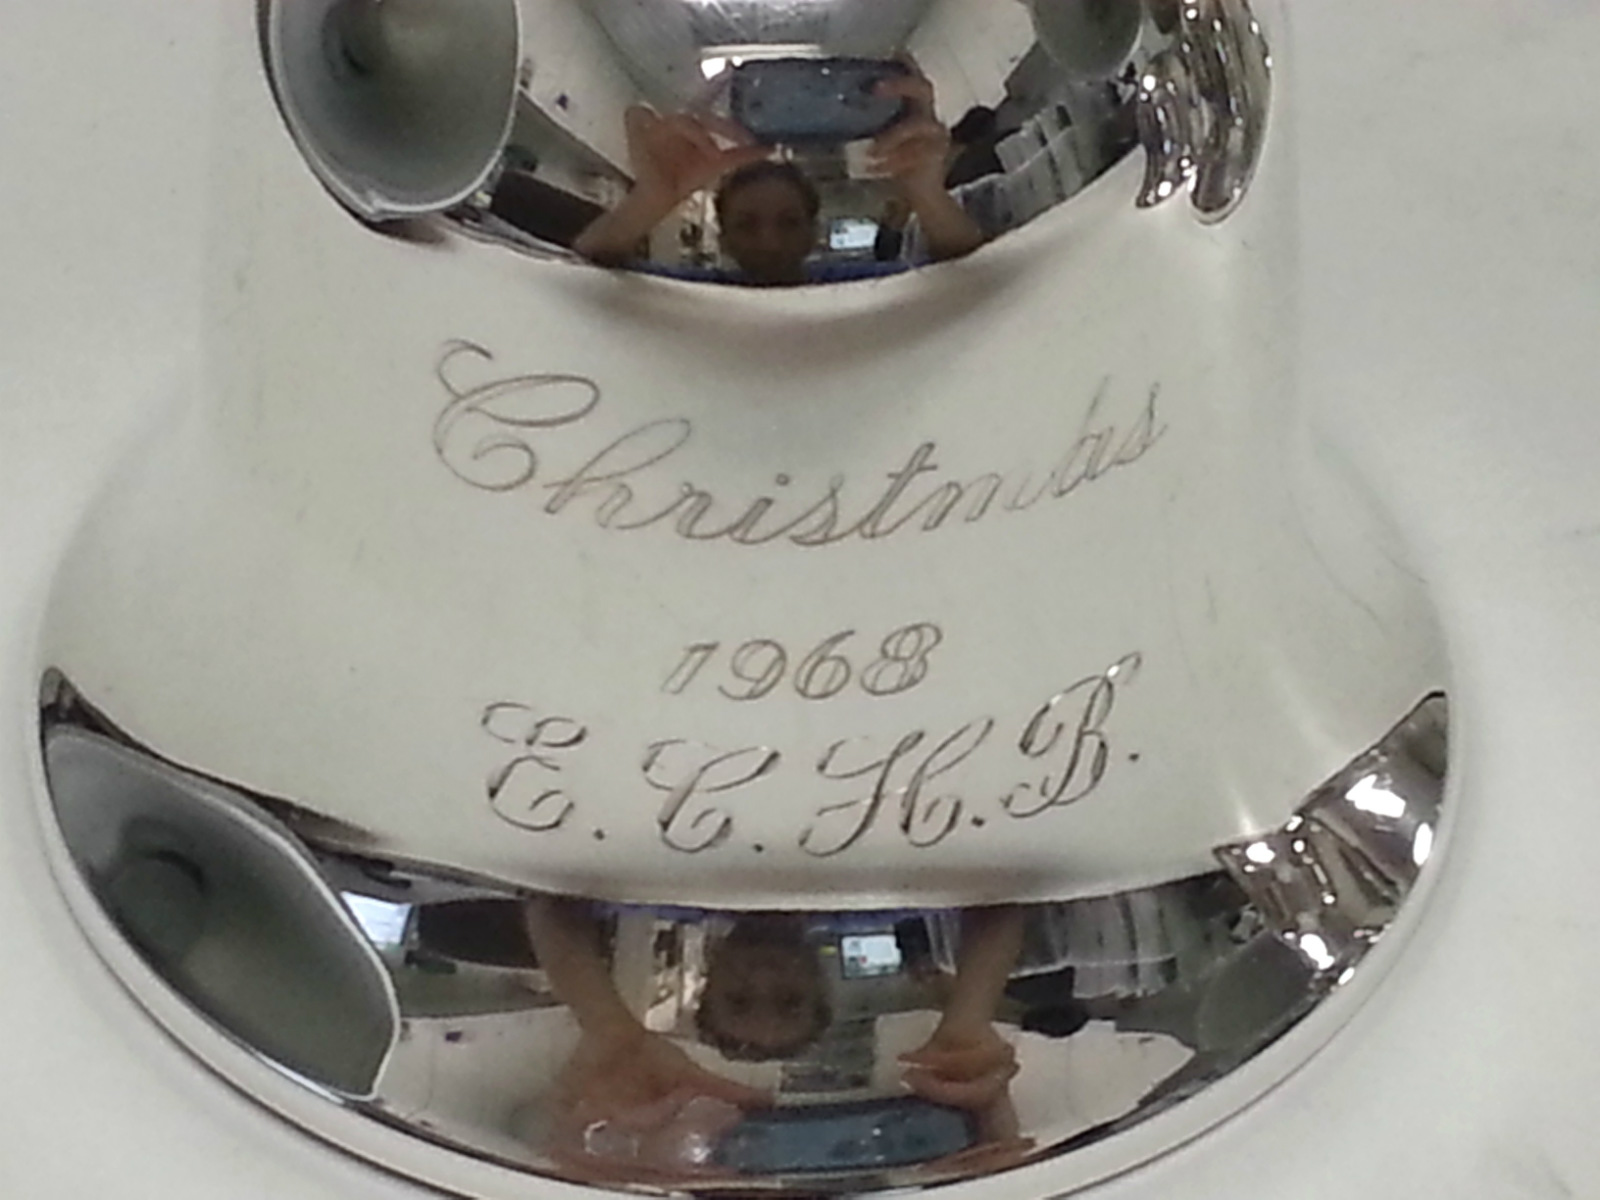 Christmas
1968
E. C. H. B.